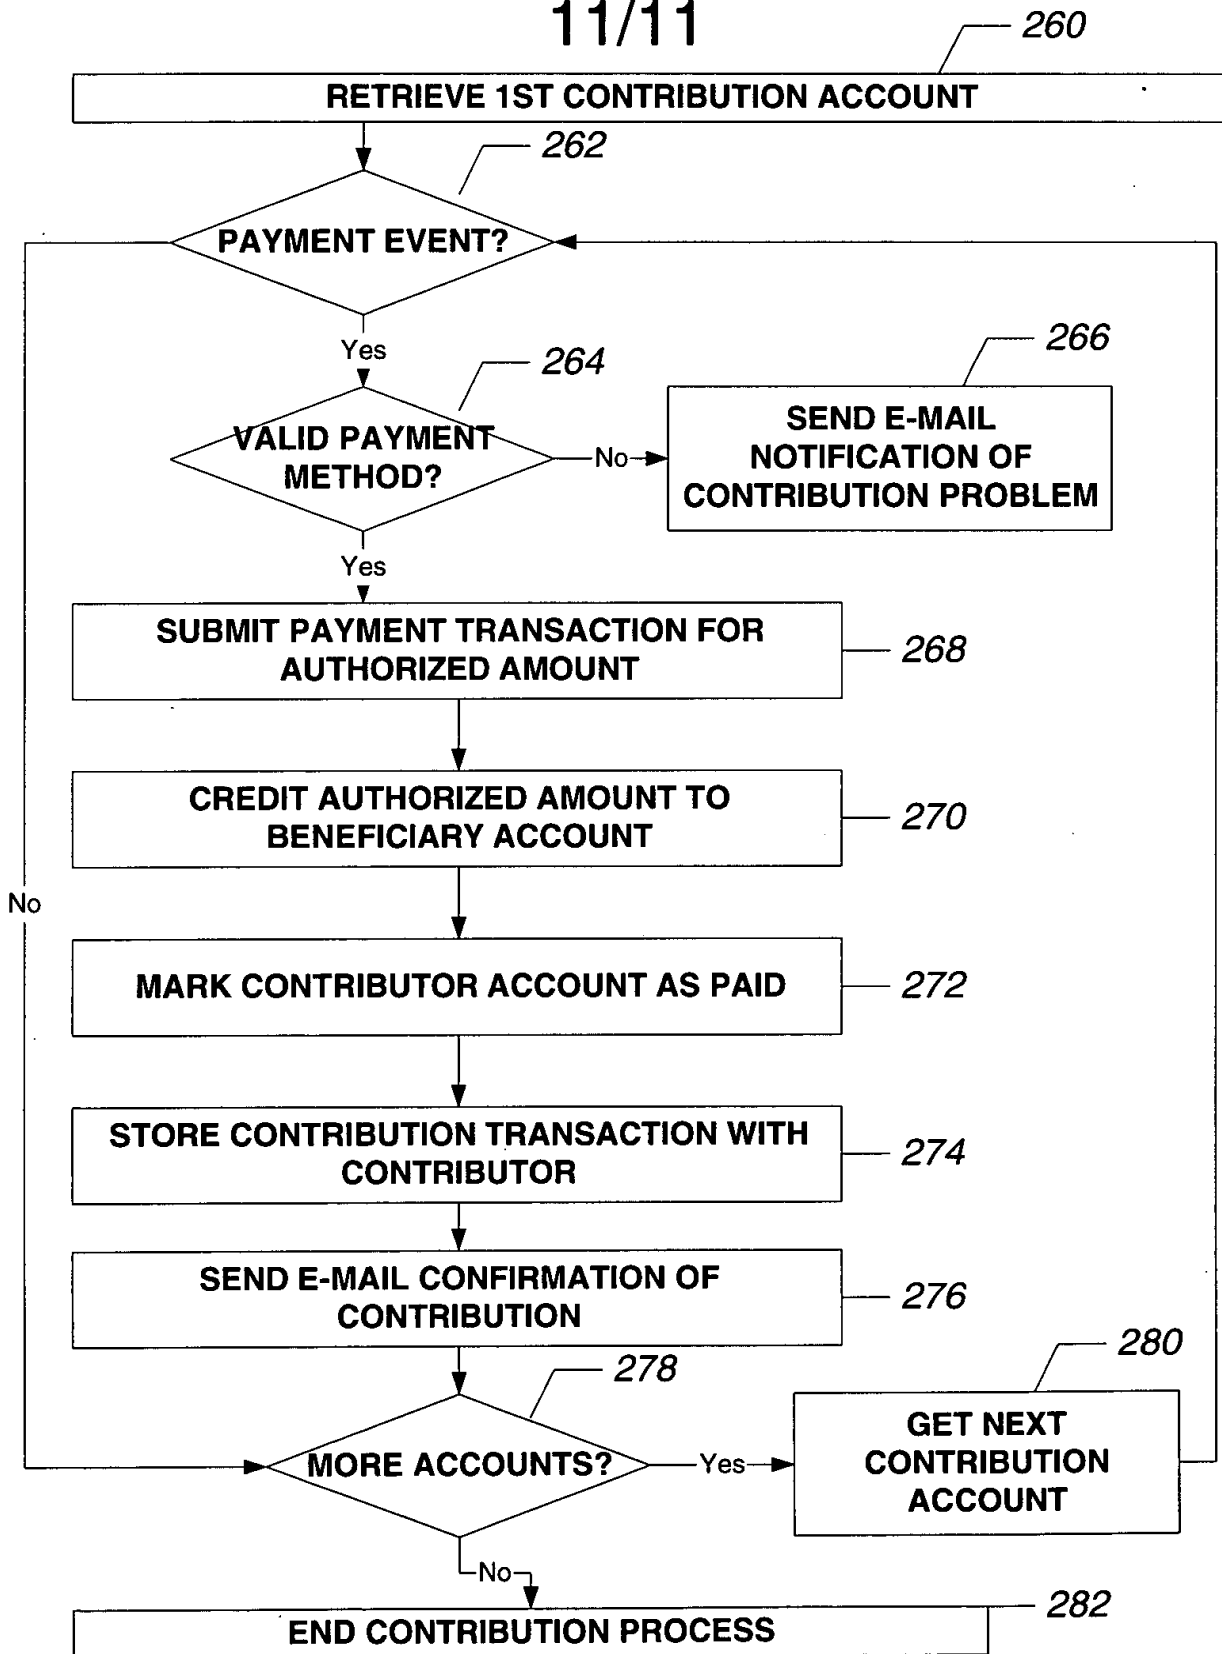 11/11
260
RETRIEVE 1ST CONTRIBUTION ACCOUNT
262
PAYMENT EVENT?
Yes
264
266
VALID PAYMENT
METHOD?
No
SEND E-MAIL
NOTIFICATION OF
CONTRIBUTION PROBLEM
Yes
SUBMIT PAYMENT TRANSACTION FOR
AUTHORIZED AMOUNT
268
CREDIT AUTHORIZED AMOUNT TO
BENEFICIARY ACCOUNT
270
No
MARK CONTRIBUTOR ACCOUNT AS PAID
272
STORE CONTRIBUTION TRANSACTION WITH
CONTRIBUTOR
274
SEND E-MAIL CONFIRMATION OF
CONTRIBUTION
276
278
280
MORE ACCOUNTS?
Yes
GET NEXT
CONTRIBUTION
ACCOUNT
No
282
END CONTRIBUTION PROCESS